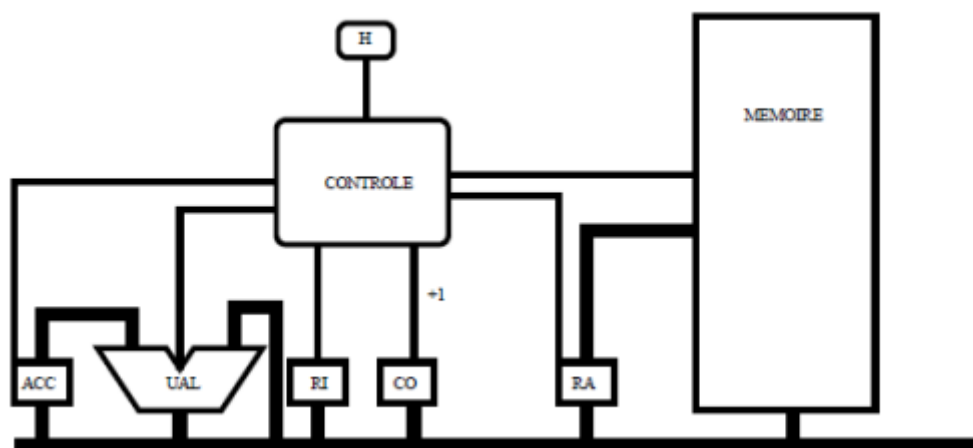 H
MEMOIRE
CONTROLE
+1
ACC
UAL
RI
CO
RA